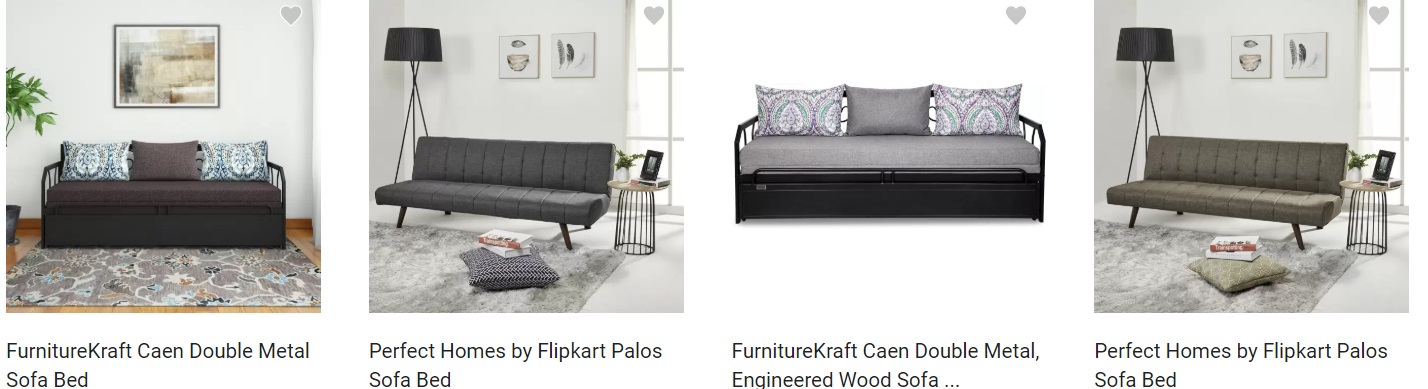 FurnitureKraft Caen Double Metal
Sofa Bed
Perfect Homes by Flipkart Palos
Sofa Bed
FurnitureKraft Caen Double Metal,
Engineered Wood Sofa ...
Perfect Homes by Flipkart Palos
Sofa Bed